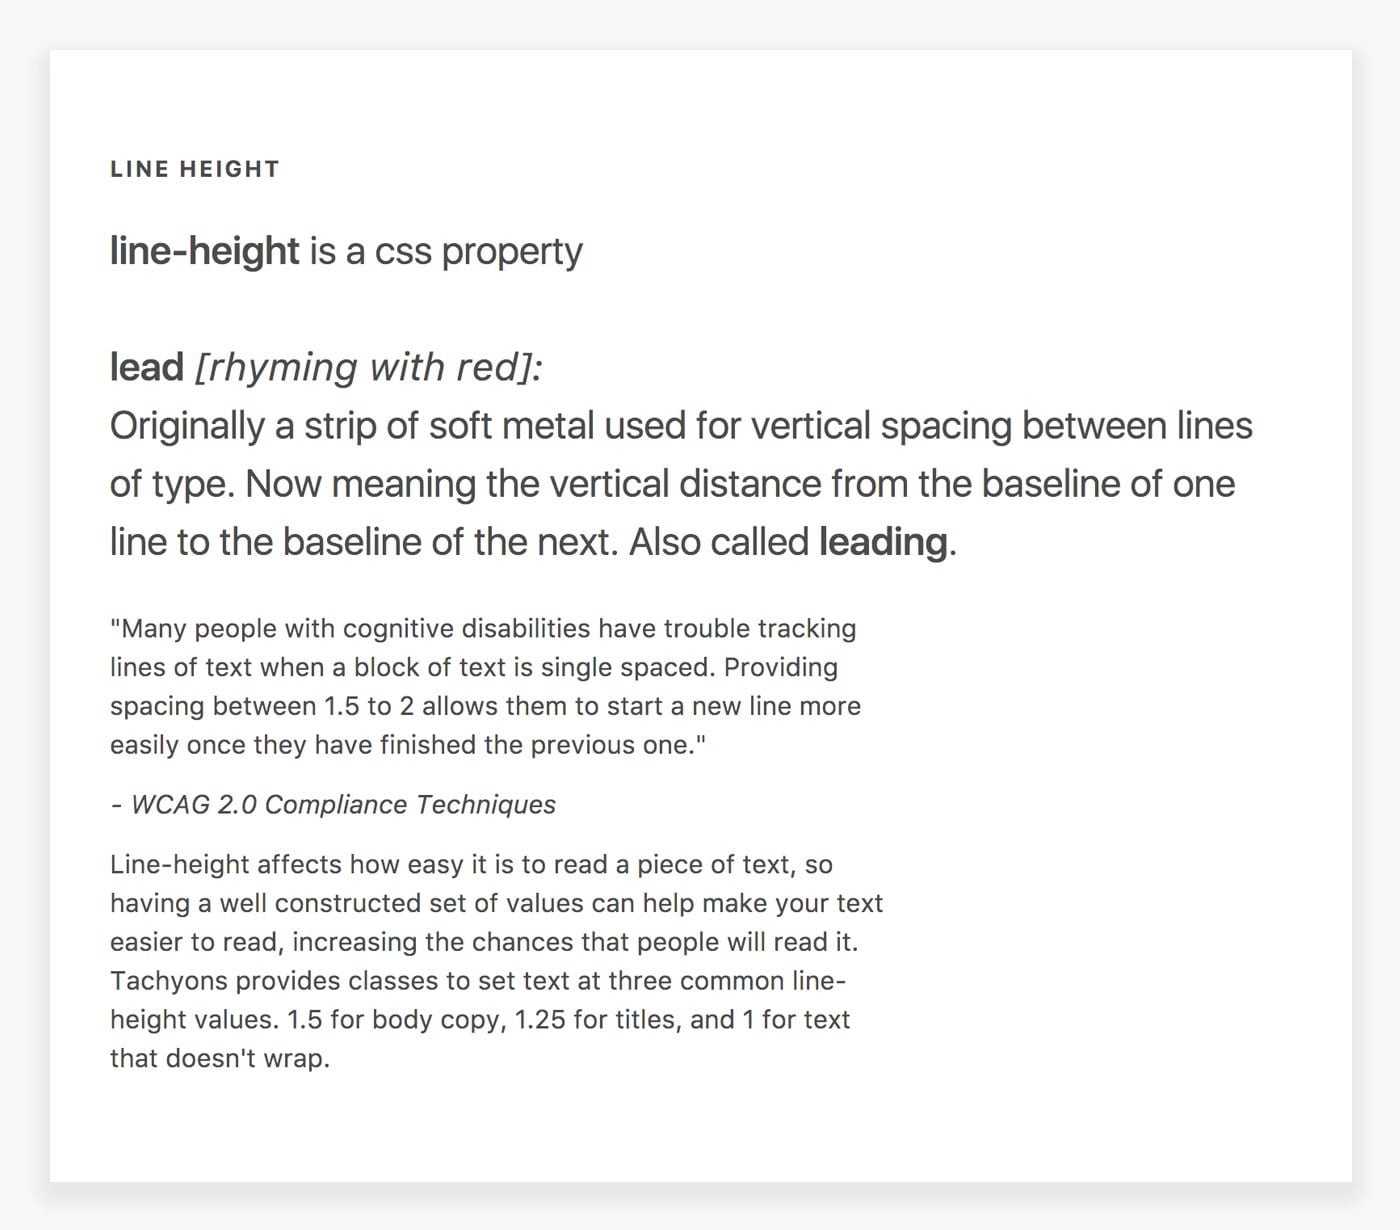 LINE HEIGHT
line-height is a css property
lead [rhyming with red]:
Originally a strip of soft metal used for vertical spacing between lines
of type. Now meaning the vertical distance from the baseline of one
line to the baseline of the next. Also called leading.
"Many people with cognitive disabilities have trouble tracking
lines of text when a block of text is single spaced. Providing
spacing between 1.5 to 2 allows them to start a new line more
easily once they have finished the previous one."
- WCAG 2.0 Compliance Techniques
Line-height affects how easy it is to read a piece of text, so
having a well constructed set of values can help make your text
easier to read, increasing the chances that people will read it.
Tachyons provides classes to set text at three common line-
height values. 1.5 for body copy, 1.25 for titles, and 1 for text
that doesn't wrap.